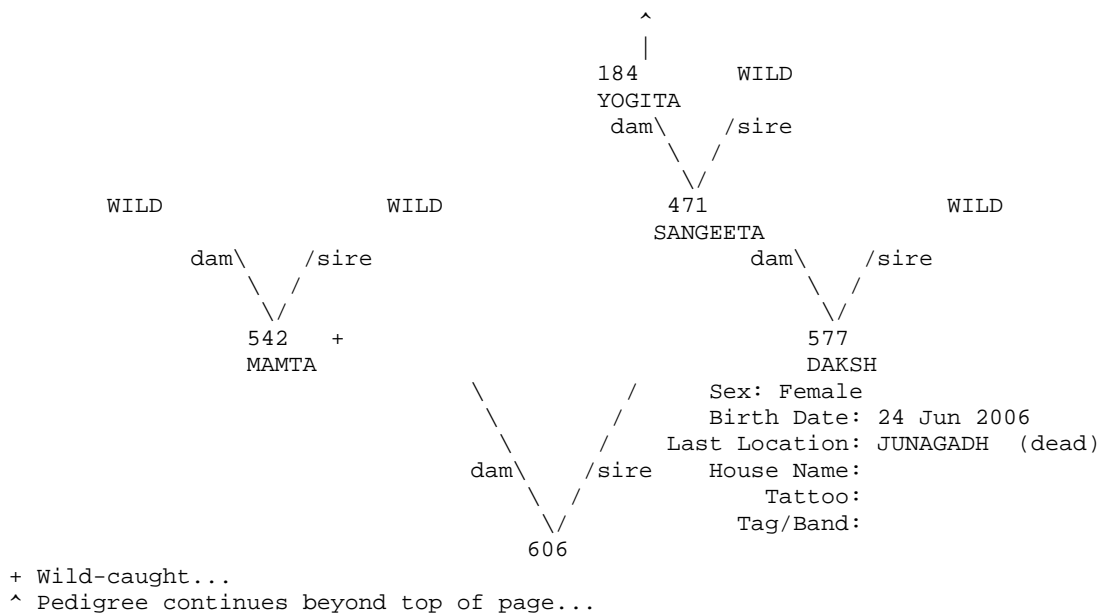 ^
|
184 WILD
YOGITA
dam\ /sire
\ /
\/
WILD WILD 471 WILD
SANGEETA
dam\ /sire dam\ /sire
\ / \ /
\/ \/
542 + 577
MAMTA DAKSH
\ / Sex: Female
\ / Birth Date: 24 Jun 2006
\ / Last Location: JUNAGADH (dead)
dam\ /sire House Name:
\ / Tattoo:
\/ Tag/Band:
606
+ Wild-caught...
^ Pedigree continues beyond top of page...